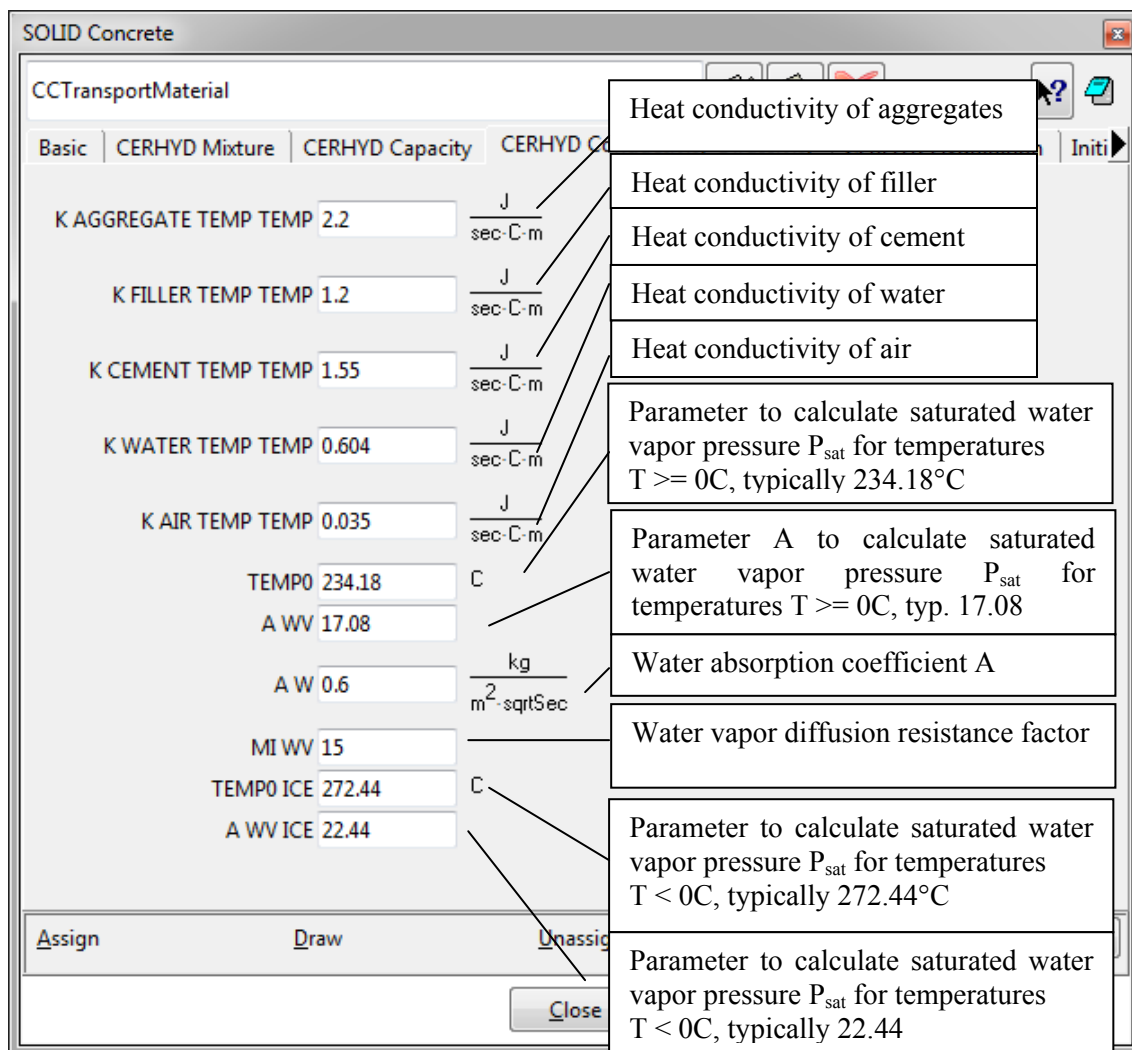 SOLID Concrete
CCTransportMaterial
Basic CERHYD Mixture CERHYD Capacity CERHYD Co Initi
K AGGREGATE TEMP TEMP 2.2 J
sec·C·m
K FILLER TEMP TEMP 1.2 J
sec·C·m
K CEMENT TEMP TEMP 1.55 J
sec·C·m
K WATER TEMP TEMP 0.604 J
sec·C·m
K AIR TEMP TEMP 0.035 J
sec·C·m
TEMP0 234.18 C
A WV 17.08
A W 0.6 kg
m²·sqrtSec
MI WV 15
TEMP0 ICE 272.44 C
A WV ICE 22.44
Assign Draw Unassig
Close
Heat conductivity of aggregates
Heat conductivity of filler
Heat conductivity of cement
Heat conductivity of water
Heat conductivity of air
Parameter to calculate saturated water
vapor pressure Psat for temperatures
T >= 0C, typically 234.18°C
Parameter A to calculate saturated
water vapor pressure Psat for
temperatures T >= 0C, typ. 17.08
Water absorption coefficient A
Water vapor diffusion resistance factor
Parameter to calculate saturated water
vapor pressure Psat for temperatures
T < 0C, typically 272.44°C
Parameter to calculate saturated water
vapor pressure Psat for temperatures
T < 0C, typically 22.44